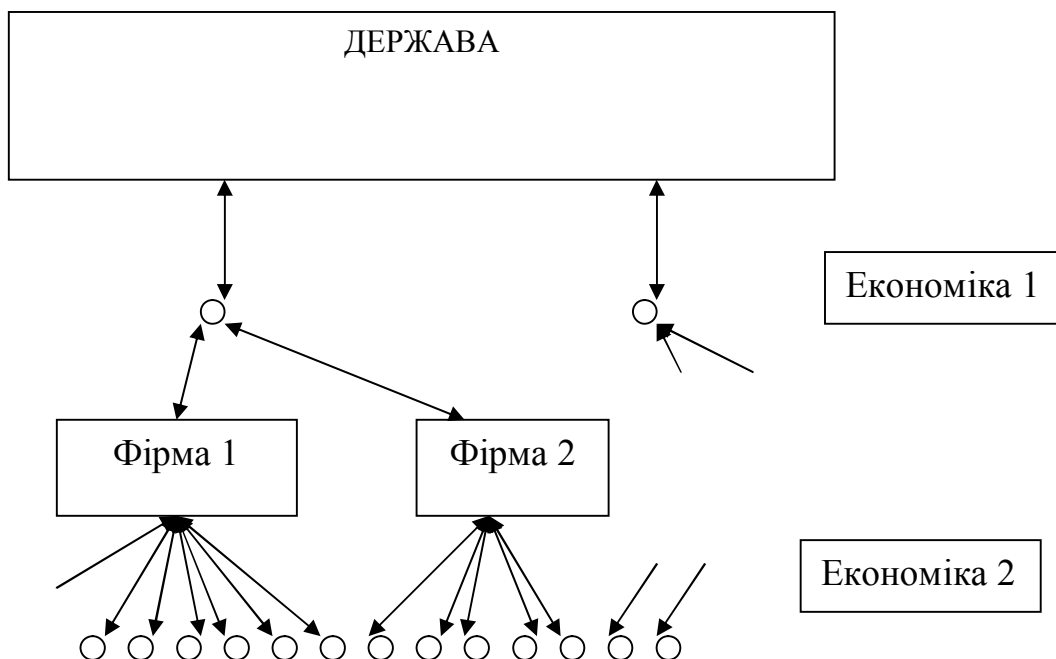 ДЕРЖАВА
Економіка 1
Фірма 1
Фірма 2
Економіка 2